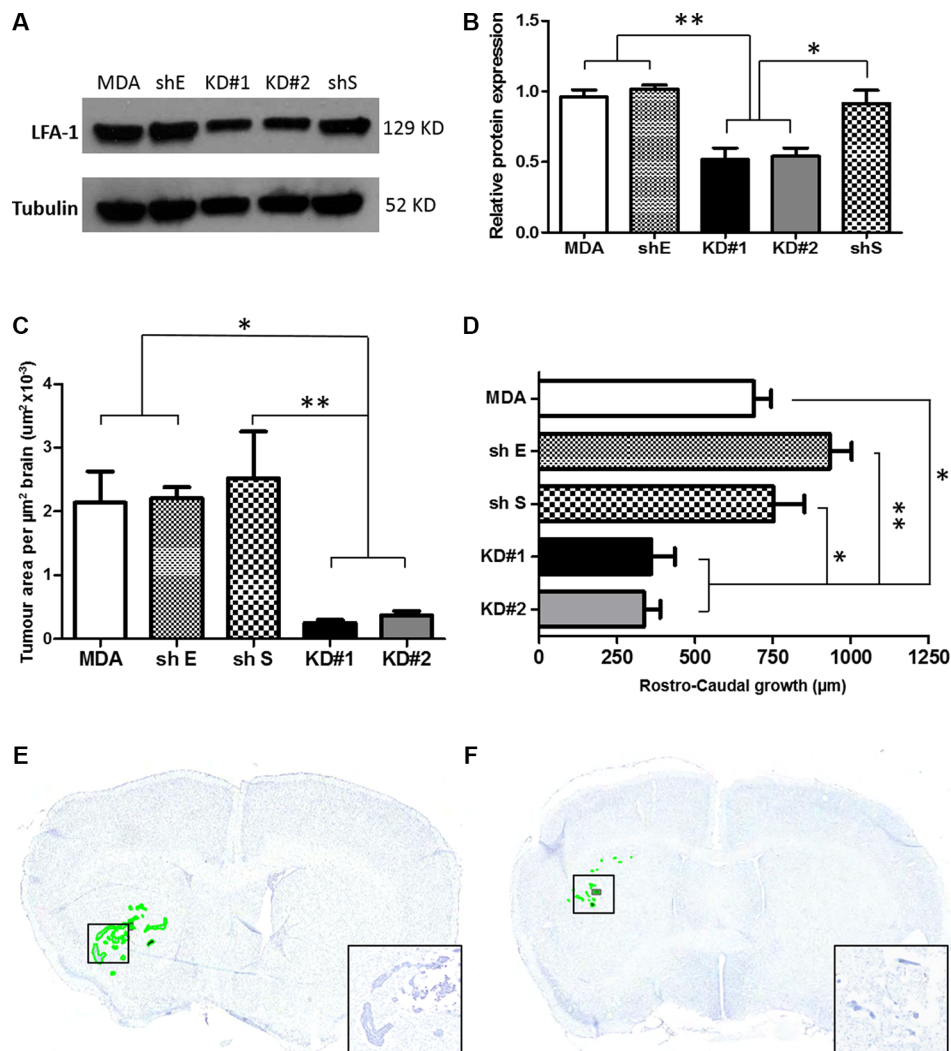 A
MDA shE KD#1 KD#2 shS
LFA-1
129 KD
Tubulin
52 KD
B
Relative protein expression
1.5
1.0
0.5
0.0
**
*
MDA shE KD#1 KD#2 shS
C
Tumour area per µm² brain (um² x10⁻³)
4
3
2
1
0
*
**
MDA sh E sh S KD#1 KD#2
D
MDA
sh E
sh S
KD#1
KD#2
*
**
*
0 250 500 750 1000 1250
Rostro-Caudal growth (µm)
E
F